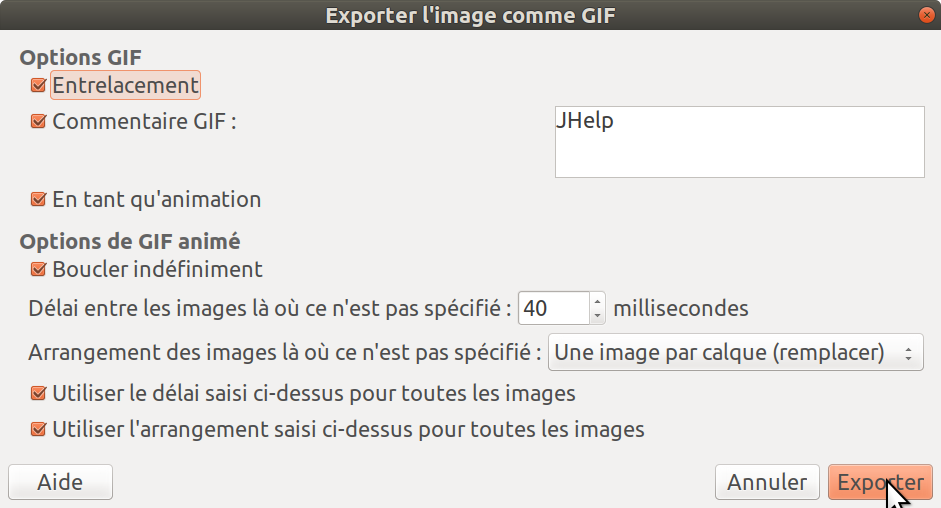 Exporter l'image comme GIF
Options GIF
Entrelacement
Commentaire GIF :
JHelp
En tant qu'animation
Options de GIF animé
Boucler indéfiniment
Délai entre les images là où ce n'est pas spécifié : 40 millisecondes
Arrangement des images là où ce n'est pas spécifié : Une image par calque (remplacer)
Utiliser le délai saisi ci-dessus pour toutes les images
Utiliser l'arrangement saisi ci-dessus pour toutes les images
Aide Annuler Exporter